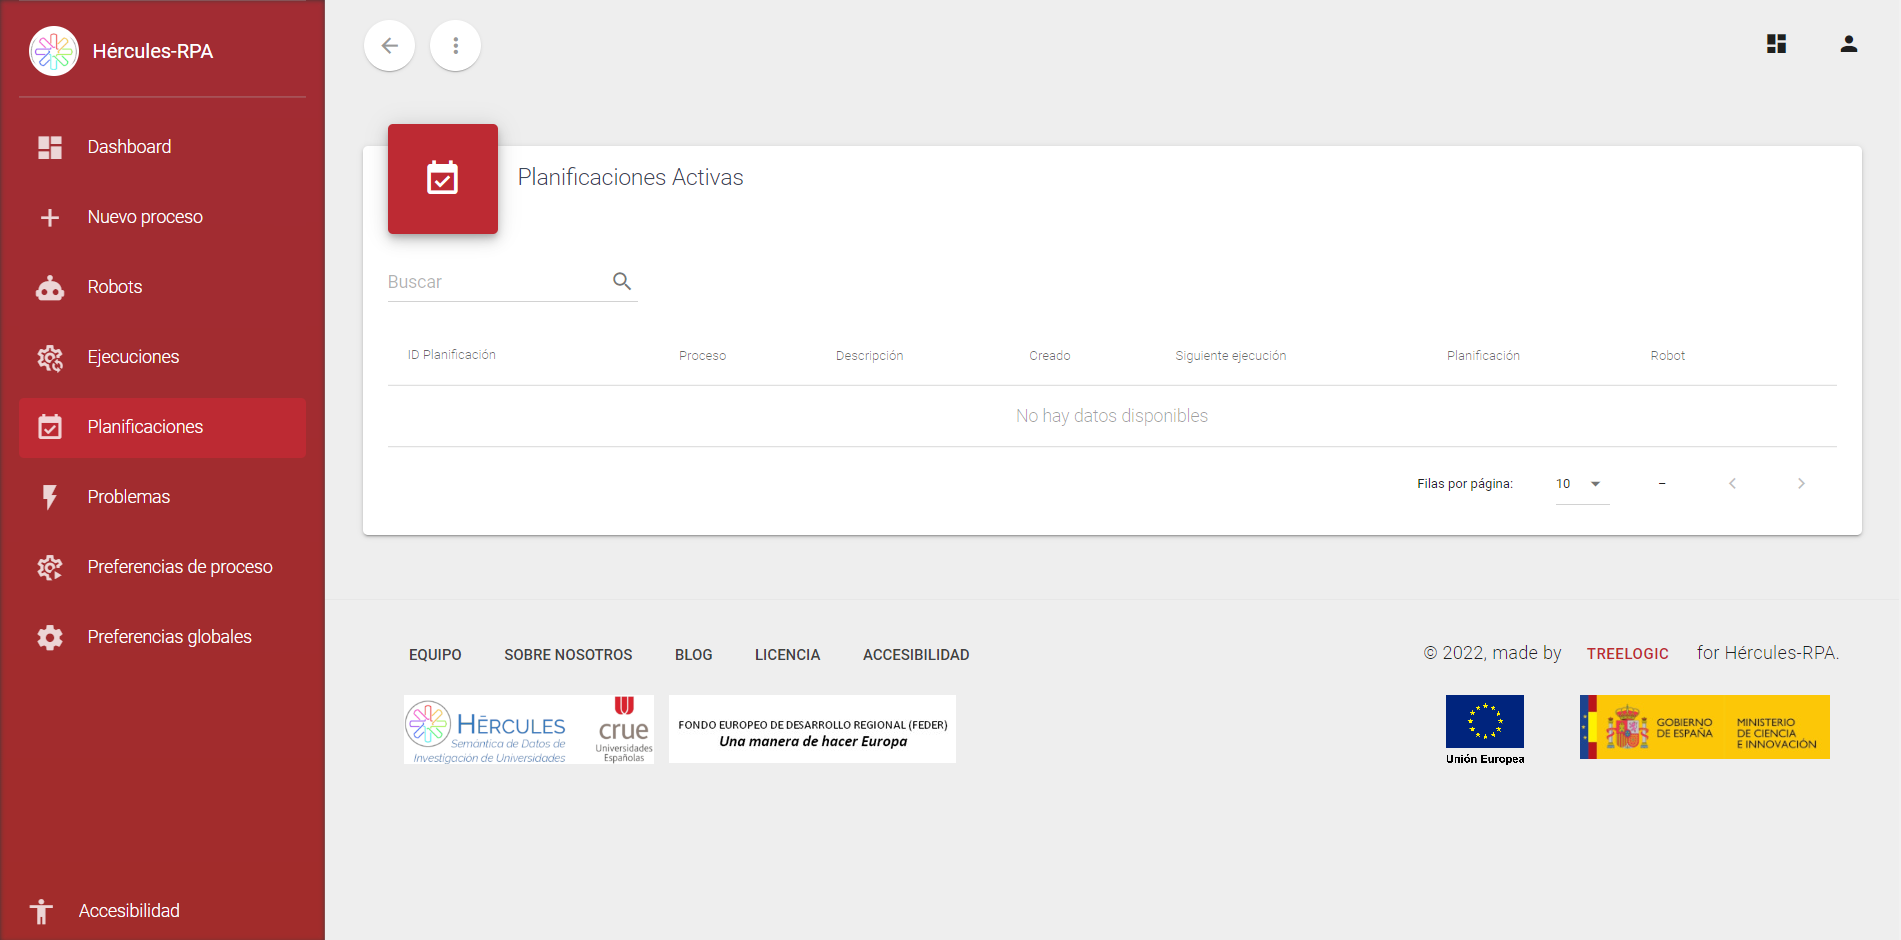 Hércules-RPA
Dashboard
Nuevo proceso
Robots
Ejecuciones
Planificaciones
Problemas
Preferencias de proceso
Preferencias globales
Accesibilidad
Planificaciones Activas
Buscar
ID Planificación Proceso Descripción Creado Siguiente ejecución Planificación Robot
No hay datos disponibles
Filas por página: 10 –
EQUIPO SOBRE NOSOTROS BLOG LICENCIA ACCESIBILIDAD
© 2022, made by TREELOGIC for Hércules-RPA.
HÉRCULES
Semántica de Datos de
Investigación de Universidades
crue
Universidades
Españolas
FONDO EUROPEO DE DESARROLLO REGIONAL (FEDER)
Una manera de hacer Europa
Unión Europea
GOBIERNO
DE ESPAÑA
MINISTERIO
DE CIENCIA
E INNOVACIÓN